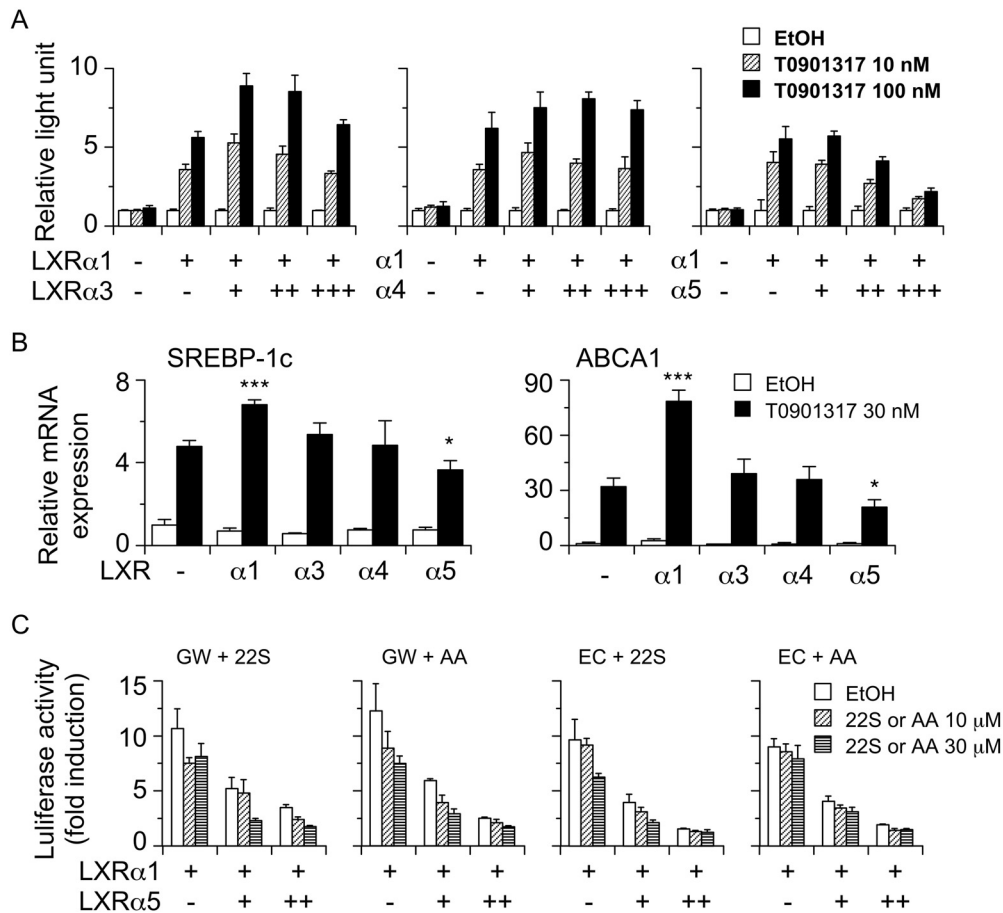 A
EtOH
T0901317 10 nM
T0901317 100 nM
Relative light unit
10
5
0
LXRα1 - + + + + α1 - + + + + α1 - + + + +
LXRα3 - - + ++ +++ α4 - - + ++ +++ α5 - - + ++ +++
B
SREBP-1c
ABCA1
EtOH
T0901317 30 nM
Relative mRNA
expression
8
4
0
*** *
90
60
30
0
*** *
LXR - α1 α3 α4 α5 - α1 α3 α4 α5
C
GW + 22S GW + AA EC + 22S EC + AA
EtOH
22S or AA 10 µM
22S or AA 30 µM
Luliferase activity
(fold induction)
15
10
5
0
LXRα1 + + + + + + + + + + + +
LXRα5 - + ++ - + ++ - + ++ - + ++